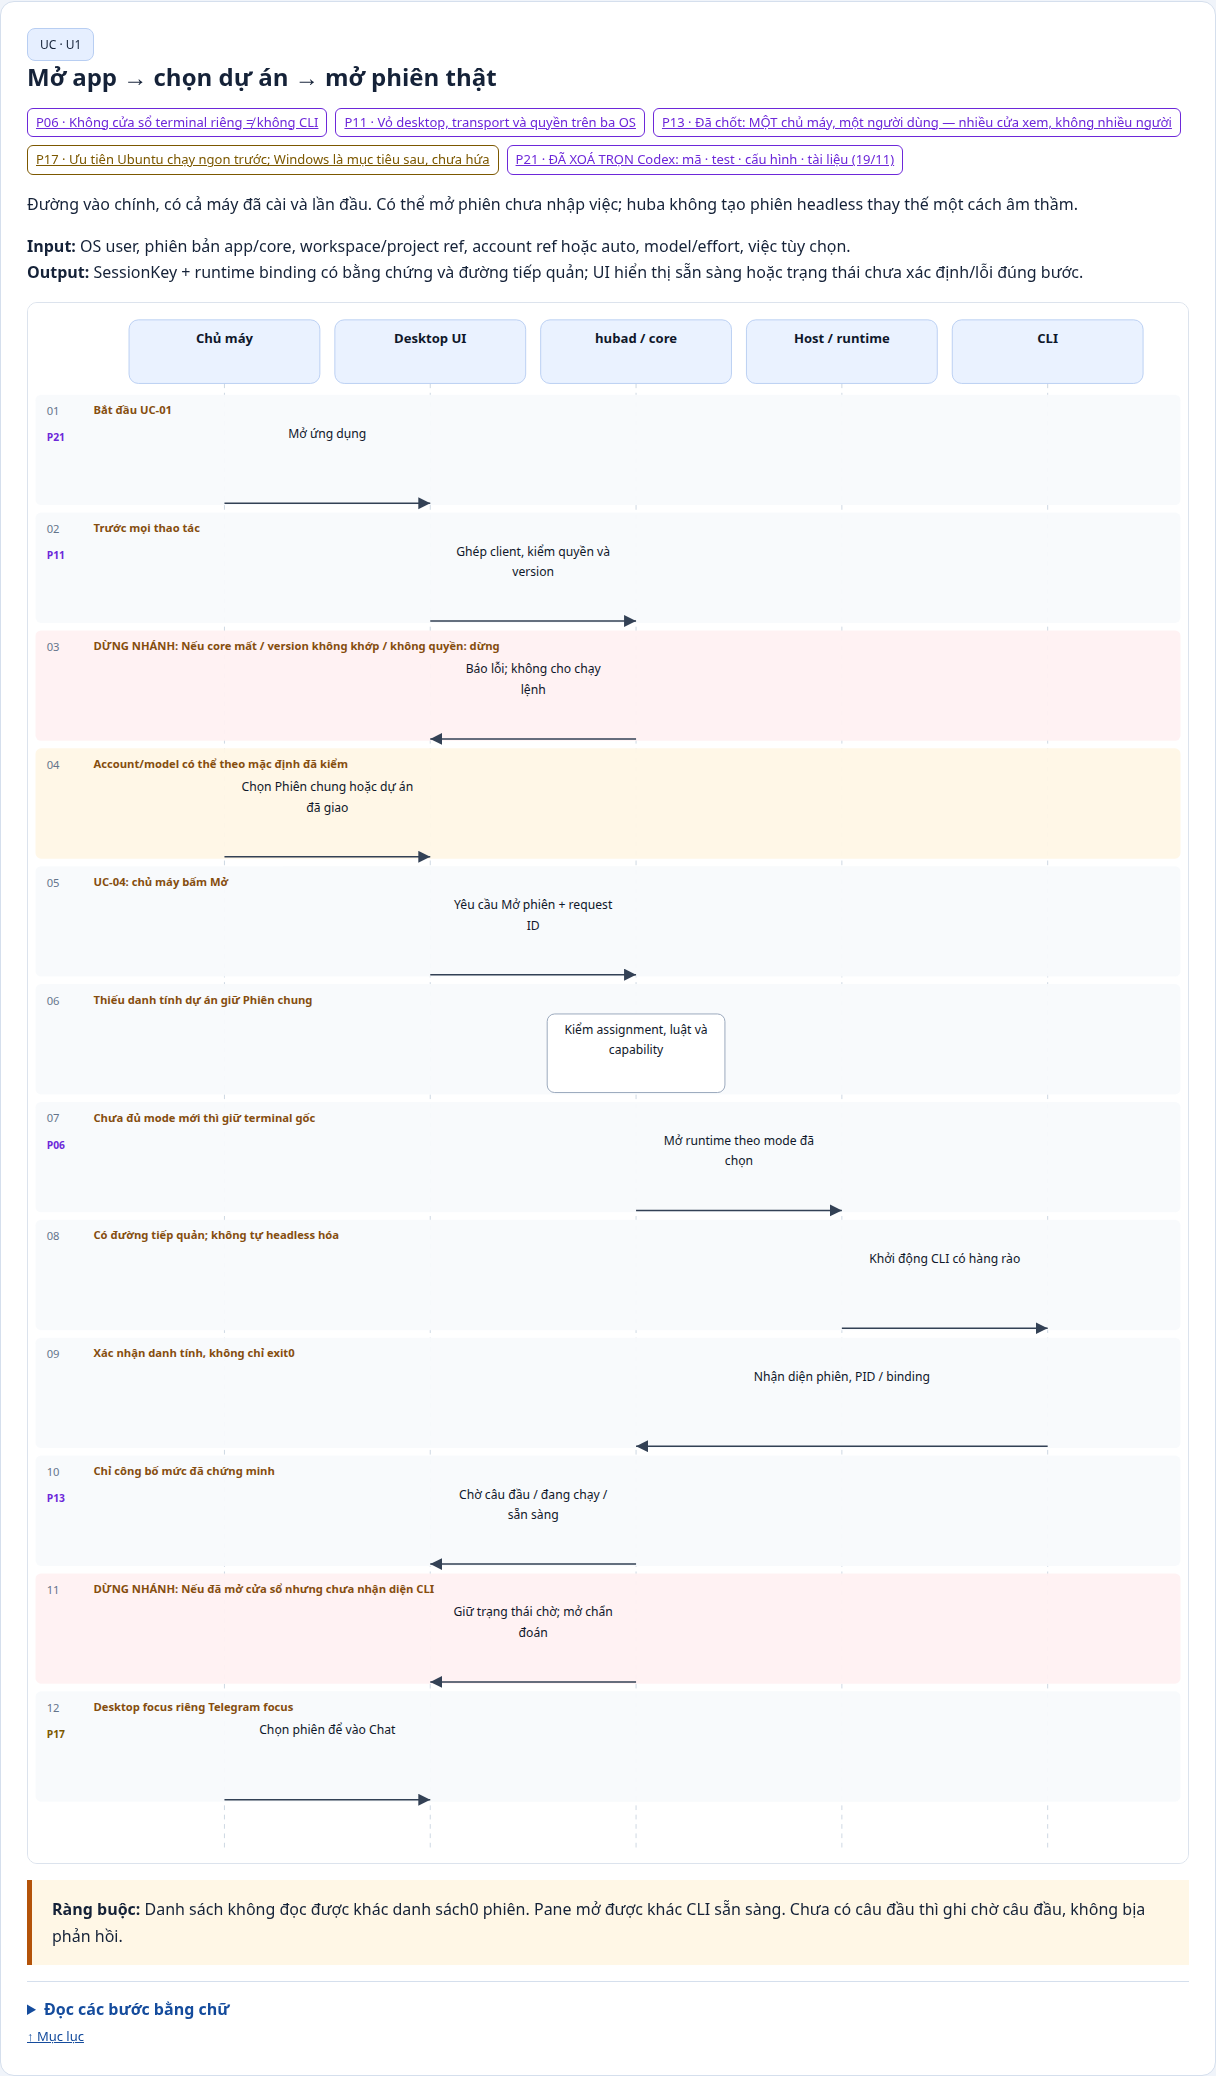 UC · U1
Mở app → chọn dự án → mở phiên thật
P06 · Không cửa sổ terminal riêng ≠ không CLI
P11 · Vỏ desktop, transport và quyền trên ba OS
P13 · Đã chốt: MỘT chủ máy, một người dùng — nhiều cửa xem, không nhiều người
P17 · Ưu tiên Ubuntu chạy ngon trước; Windows là mục tiêu sau, chưa hứa
P21 · ĐÃ XOÁ TRỌN Codex: mã · test · cấu hình · tài liệu (19/11)
Đường vào chính, có cả máy đã cài và lần đầu. Có thể mở phiên chưa nhập việc; huba không tạo phiên headless thay thế một cách âm thầm.
Input: OS user, phiên bản app/core, workspace/project ref, account ref hoặc auto, model/effort, việc tùy chọn.
Output: SessionKey + runtime binding có bằng chứng và đường tiếp quản; UI hiển thị sẵn sàng hoặc trạng thái chưa xác định/lỗi đúng bước.
Chủ máy
Desktop UI
hubad / core
Host / runtime
CLI
01
Bắt đầu UC-01
P21
Mở ứng dụng
02
Trước mọi thao tác
P11
Ghép client, kiểm quyền và
version
03
DỪNG NHÁNH: Nếu core mất / version không khớp / không quyền: dừng
Báo lỗi; không cho chạy
lệnh
04
Account/model có thể theo mặc định đã kiểm
Chọn Phiên chung hoặc dự án
đã giao
05
UC-04: chủ máy bấm Mở
Yêu cầu Mở phiên + request
ID
06
Thiếu danh tính dự án giữ Phiên chung
Kiểm assignment, luật và
capability
07
Chưa đủ mode mới thì giữ terminal gốc
P06
Mở runtime theo mode đã
chọn
08
Có đường tiếp quản; không tự headless hóa
Khởi động CLI có hàng rào
09
Xác nhận danh tính, không chỉ exit0
Nhận diện phiên, PID / binding
10
Chỉ công bố mức đã chứng minh
P13
Chờ câu đầu / đang chạy /
sẵn sàng
11
DỪNG NHÁNH: Nếu đã mở cửa sổ nhưng chưa nhận diện CLI
Giữ trạng thái chờ; mở chẩn
đoán
12
Desktop focus riêng Telegram focus
P17
Chọn phiên để vào Chat
Ràng buộc: Danh sách không đọc được khác danh sách0 phiên. Pane mở được khác CLI sẵn sàng. Chưa có câu đầu thì ghi chờ câu đầu, không bịa
phản hồi.
▶ Đọc các bước bằng chữ
↑ Mục lục